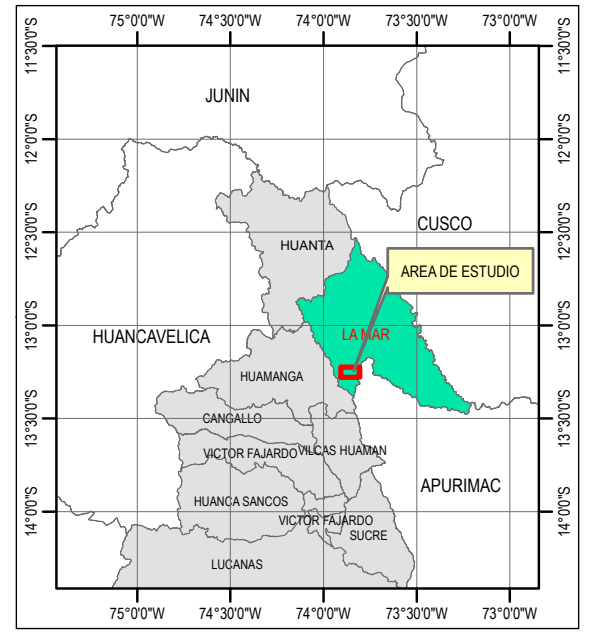 75°0'0"W 74°30'0"W 74°0'0"W 73°30'0"W 73°0'0"W
11°30'0"S 11°30'0"S
JUNIN
12°0'0"S 12°0'0"S
CUSCO
12°30'0"S 12°30'0"S
HUANTA
AREA DE ESTUDIO
13°0'0"S 13°0'0"S
HUANCAVELICA
LA MAR
HUAMANGA
13°30'0"S 13°30'0"S
CANGALLO
VICTOR FAJARDO VILCAS HUAMAN
APURIMAC
HUANCA SANCOS
14°0'0"S 14°0'0"S
VICTOR FAJARDO
SUCRE
LUCANAS
75°0'0"W 74°30'0"W 74°0'0"W 73°30'0"W 73°0'0"W